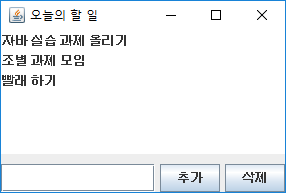 오늘의 할 일
자바 실습 과제 올리기
조별 과제 모임
빨래 하기
추가 삭제